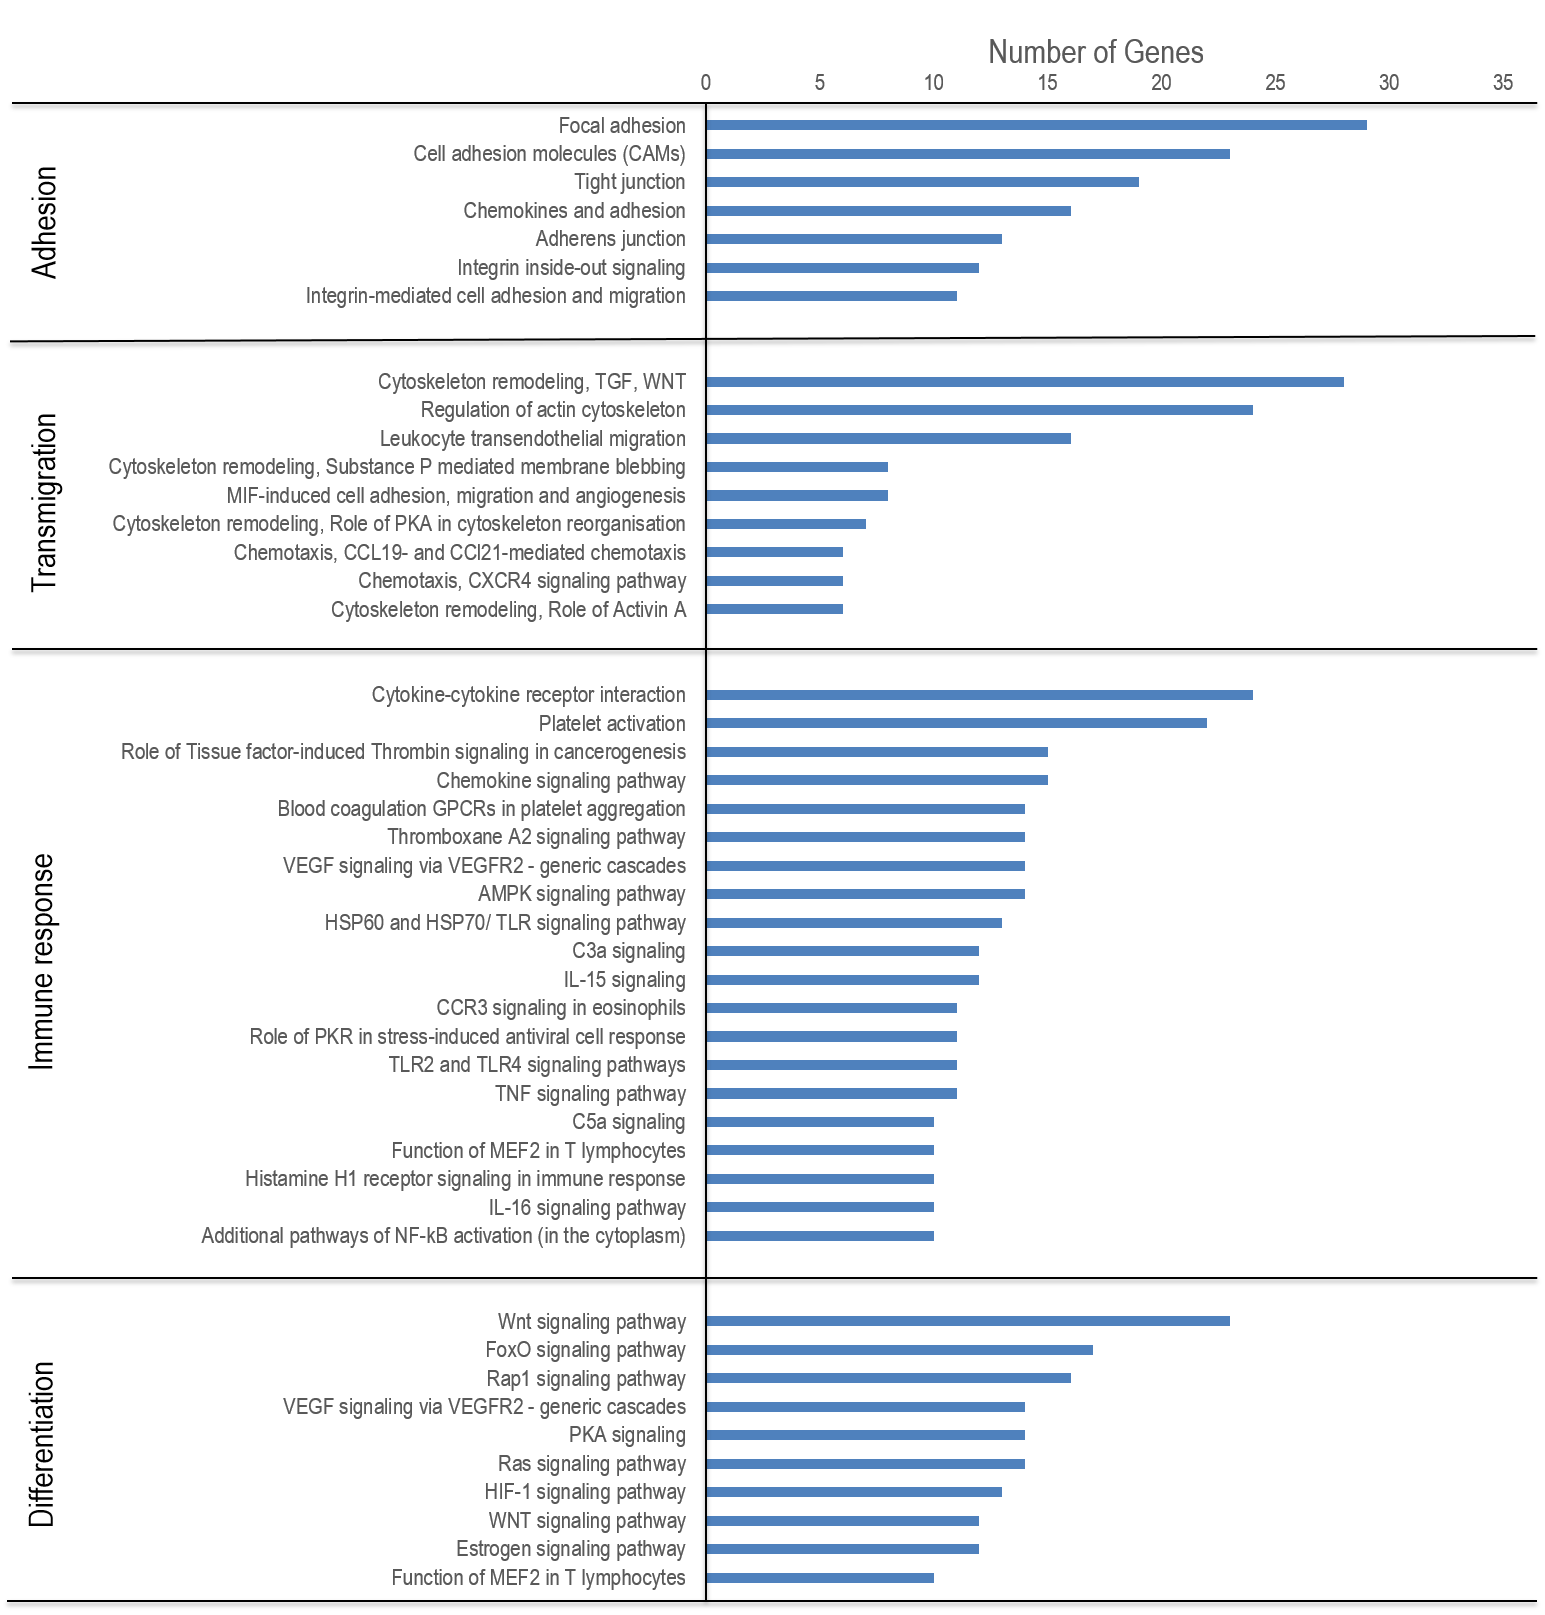 Number of Genes
0 5 10 15 20 25 30 35
Adhesion
Focal adhesion
Cell adhesion molecules (CAMs)
Tight junction
Chemokines and adhesion
Adherens junction
Integrin inside-out signaling
Integrin-mediated cell adhesion and migration
Transmigration
Cytoskeleton remodeling, TGF, WNT
Regulation of actin cytoskeleton
Leukocyte transendothelial migration
Cytoskeleton remodeling, Substance P mediated membrane blebbing
MIF-induced cell adhesion, migration and angiogenesis
Cytoskeleton remodeling, Role of PKA in cytoskeleton reorganisation
Chemotaxis, CCL19- and CCl21-mediated chemotaxis
Chemotaxis, CXCR4 signaling pathway
Cytoskeleton remodeling, Role of Activin A
Immune response
Cytokine-cytokine receptor interaction
Platelet activation
Role of Tissue factor-induced Thrombin signaling in cancerogenesis
Chemokine signaling pathway
Blood coagulation GPCRs in platelet aggregation
Thromboxane A2 signaling pathway
VEGF signaling via VEGFR2 - generic cascades
AMPK signaling pathway
HSP60 and HSP70/ TLR signaling pathway
C3a signaling
IL-15 signaling
CCR3 signaling in eosinophils
Role of PKR in stress-induced antiviral cell response
TLR2 and TLR4 signaling pathways
TNF signaling pathway
C5a signaling
Function of MEF2 in T lymphocytes
Histamine H1 receptor signaling in immune response
IL-16 signaling pathway
Additional pathways of NF-kB activation (in the cytoplasm)
Differentiation
Wnt signaling pathway
FoxO signaling pathway
Rap1 signaling pathway
VEGF signaling via VEGFR2 - generic cascades
PKA signaling
Ras signaling pathway
HIF-1 signaling pathway
WNT signaling pathway
Estrogen signaling pathway
Function of MEF2 in T lymphocytes